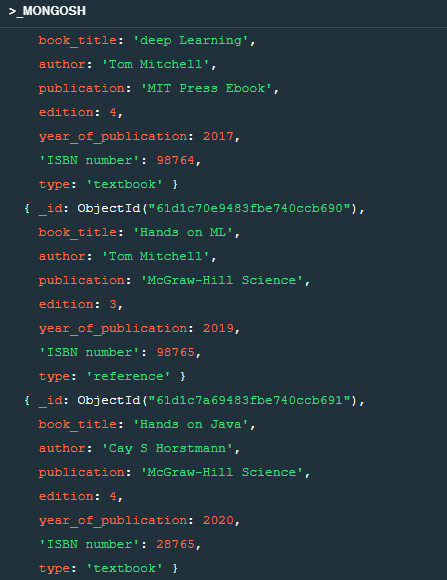 >_MONGOSH
book_title: 'deep Learning',
author: 'Tom Mitchell',
publication: 'MIT Press Ebook',
edition: 4,
year_of_publication: 2017,
'ISBN number': 98764,
type: 'textbook' }
{ _id: ObjectId("61d1c70e9483fbe740ccb690"),
book_title: 'Hands on ML',
author: 'Tom Mitchell',
publication: 'McGraw-Hill Science',
edition: 3,
year_of_publication: 2019,
'ISBN number': 98765,
type: 'reference' }
{ _id: ObjectId("61d1c7a69483fbe740ccb691"),
book_title: 'Hands on Java',
author: 'Cay S Horstmann',
publication: 'McGraw-Hill Science',
edition: 4,
year_of_publication: 2020,
'ISBN number': 28765,
type: 'textbook' }